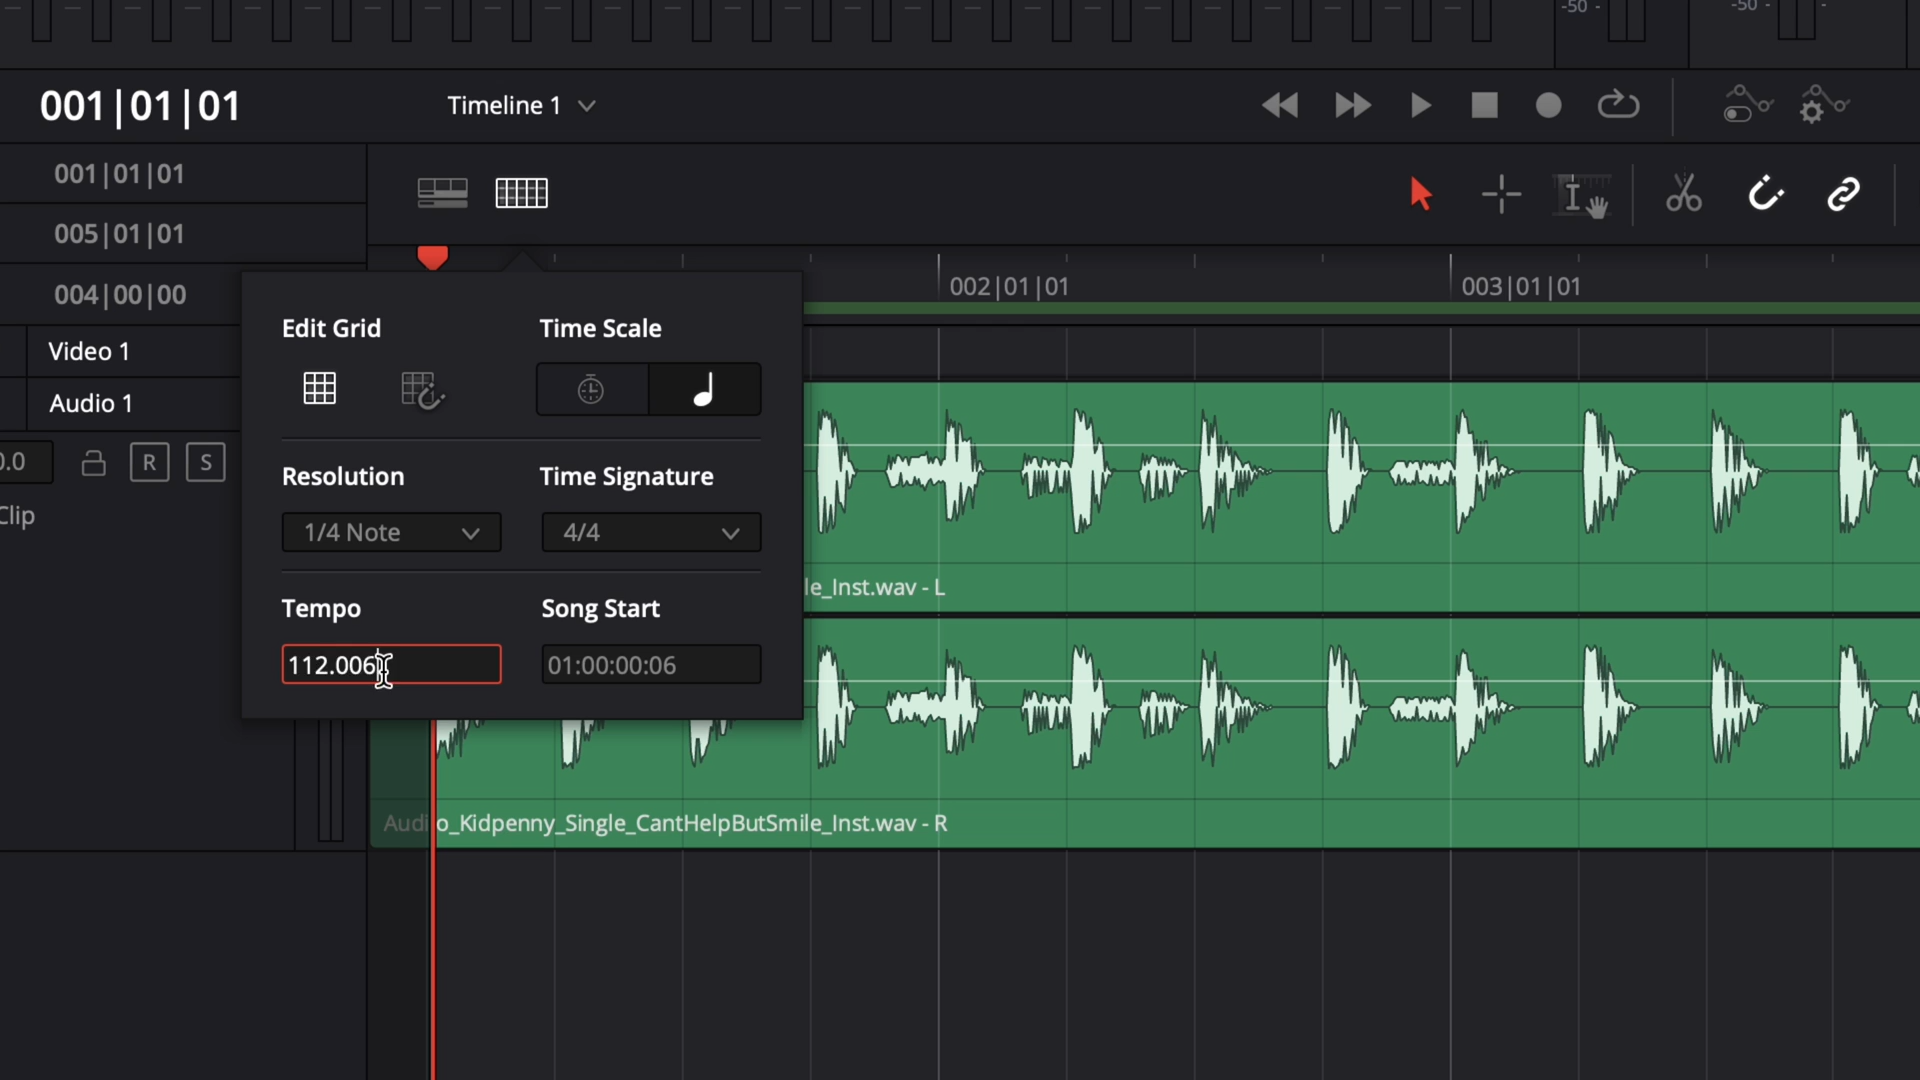 -50 -
-50 -
001|01|01
Timeline 1
001|01|01
005|01|01
004|00|00
002|01|01
003|01|01
Edit Grid
Time Scale
Video 1
Audio 1
0.0
R
S
Resolution
Time Signature
Clip
1/4 Note
4/4
le_Inst.wav - L
Tempo
Song Start
112.006
01:00:00:06
Audiio_Kidpenny_Single_CantHelpButSmile_Inst.wav - R